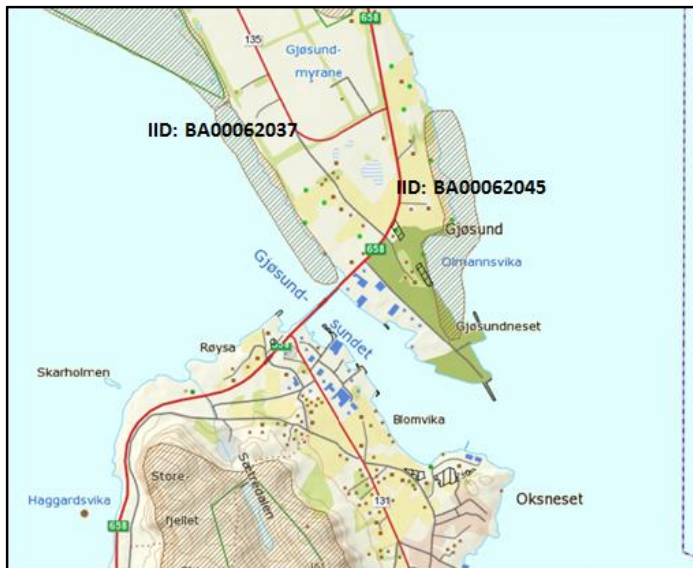 658
135
Gjøsund-
myrane
IID: BA00062037
IID: BA00062045
Gjøsund
658
Olmannsvika
Gjøsund-
sundet
Gjøsundneset
Røysa
Skarholmen
Blomvika
Sætredalen
Store-
fjellet
Haggardsvika
131
Oksneset
658